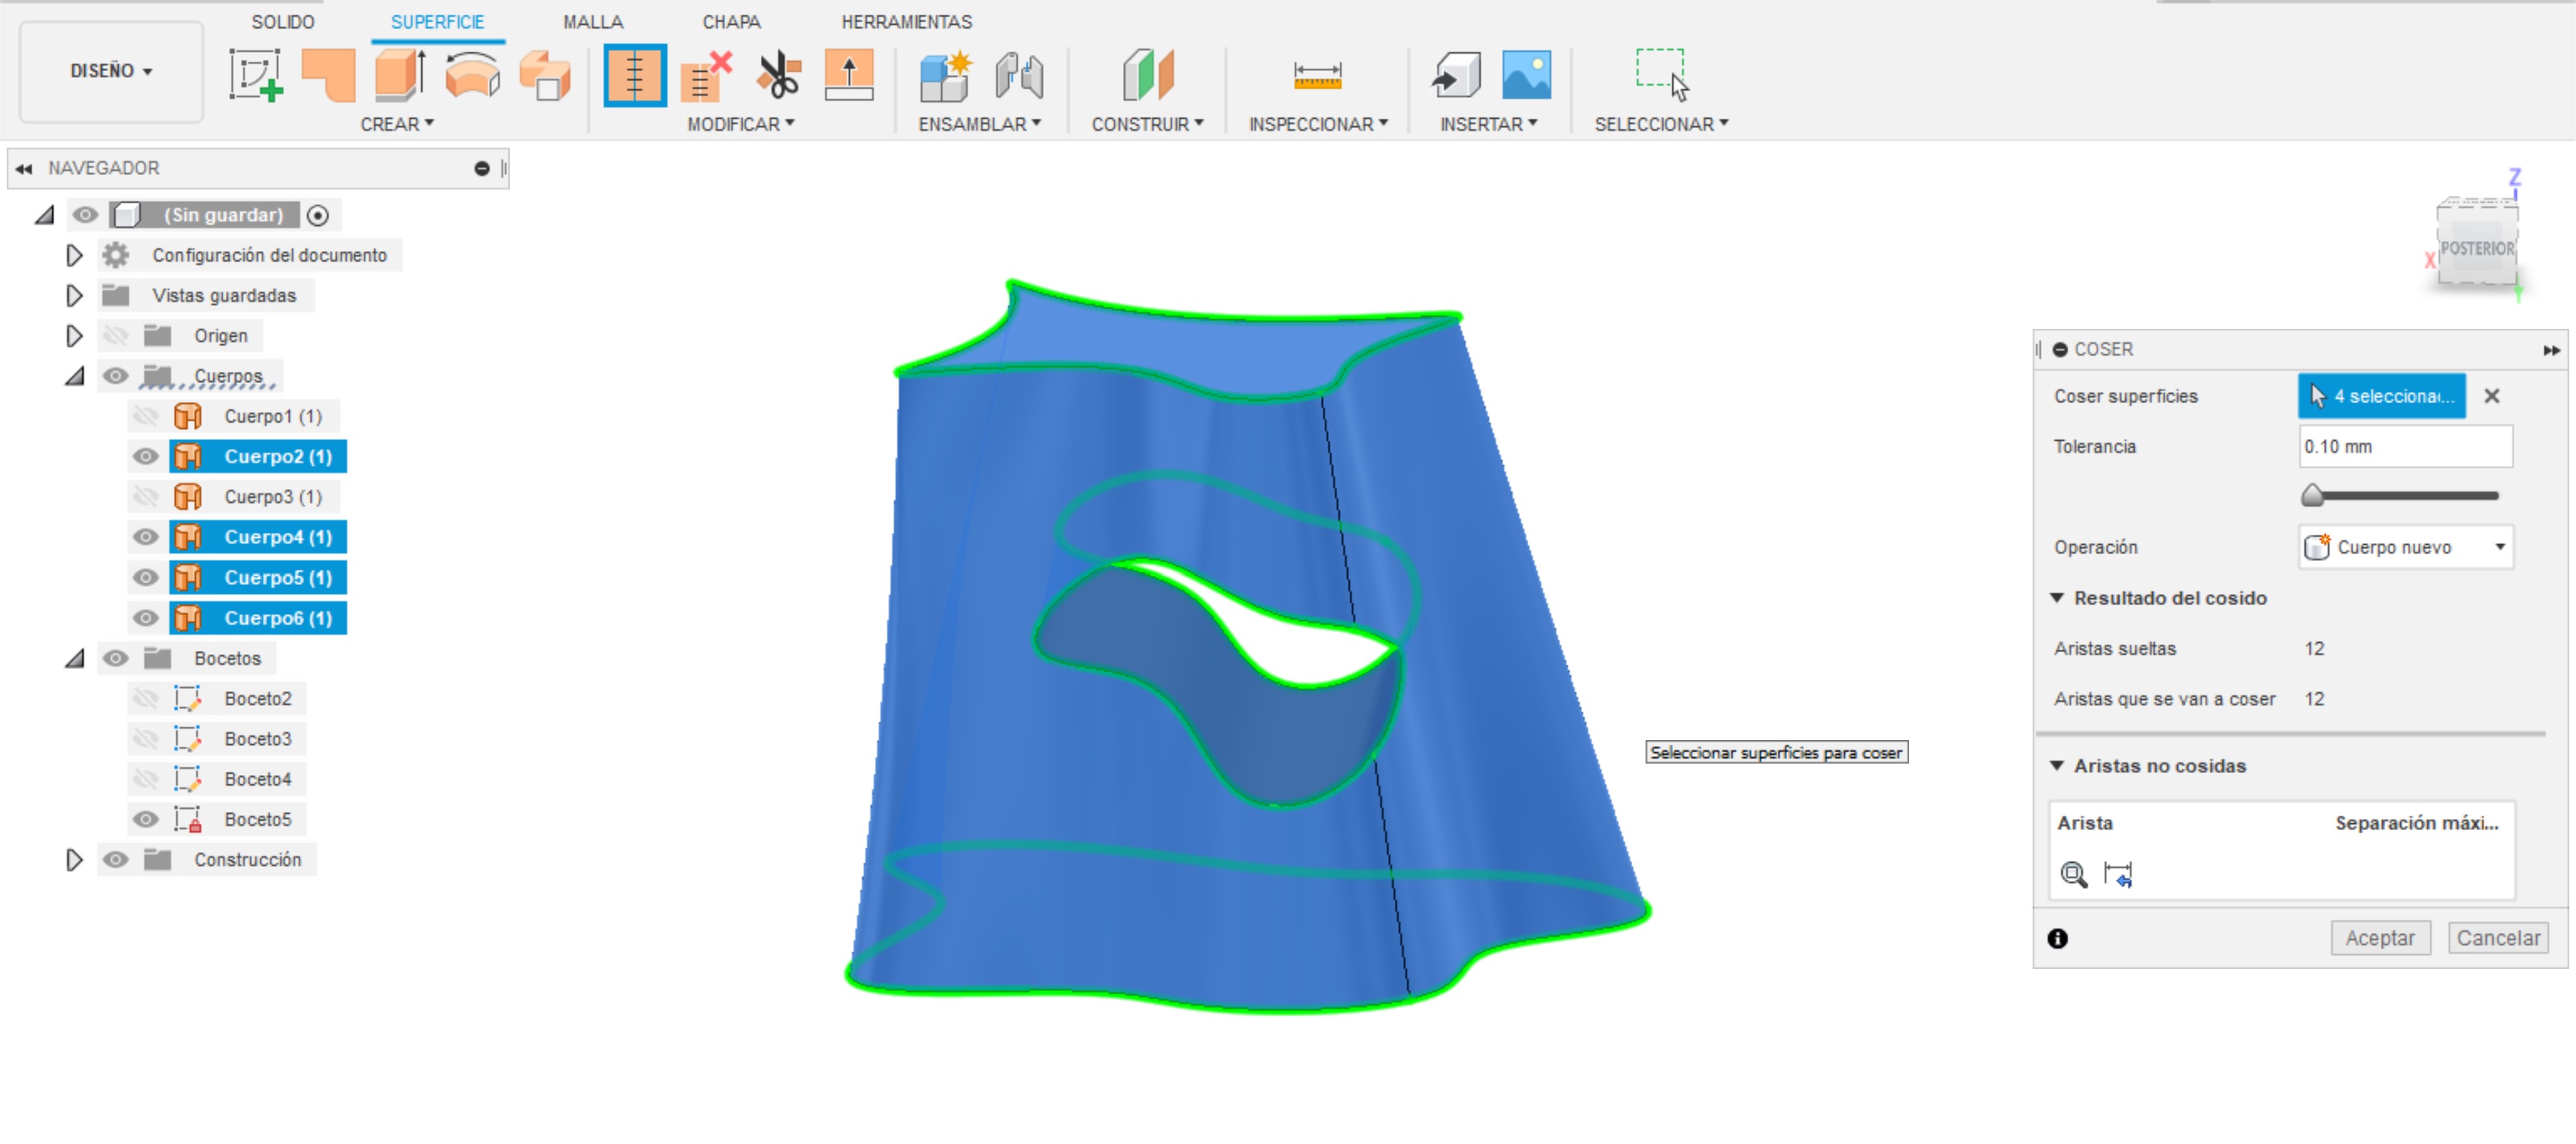 SOLIDO SUPERFICIE MALLA CHAPA HERRAMIENTAS
DISEÑO
CREAR MODIFICAR ENSAMBLAR CONSTRUIR INSPECCIONAR INSERTAR SELECCIONAR
NAVEGADOR
(Sin guardar)
Configuración del documento
Vistas guardadas
Origen
Cuerpos
Cuerpo1 (1)
Cuerpo2 (1)
Cuerpo3 (1)
Cuerpo4 (1)
Cuerpo5 (1)
Cuerpo6 (1)
Bocetos
Boceto2
Boceto3
Boceto4
Boceto5
Construcción
Z
POSTERIOR
X
Y
COSER
Coser superficies 4 selecciona...
Tolerancia 0.10 mm
Operación Cuerpo nuevo
Resultado del cosido
Aristas sueltas 12
Aristas que se van a coser 12
Seleccionar superficies para coser
Aristas no cosidas
Arista Separación máxi...
Aceptar Cancelar